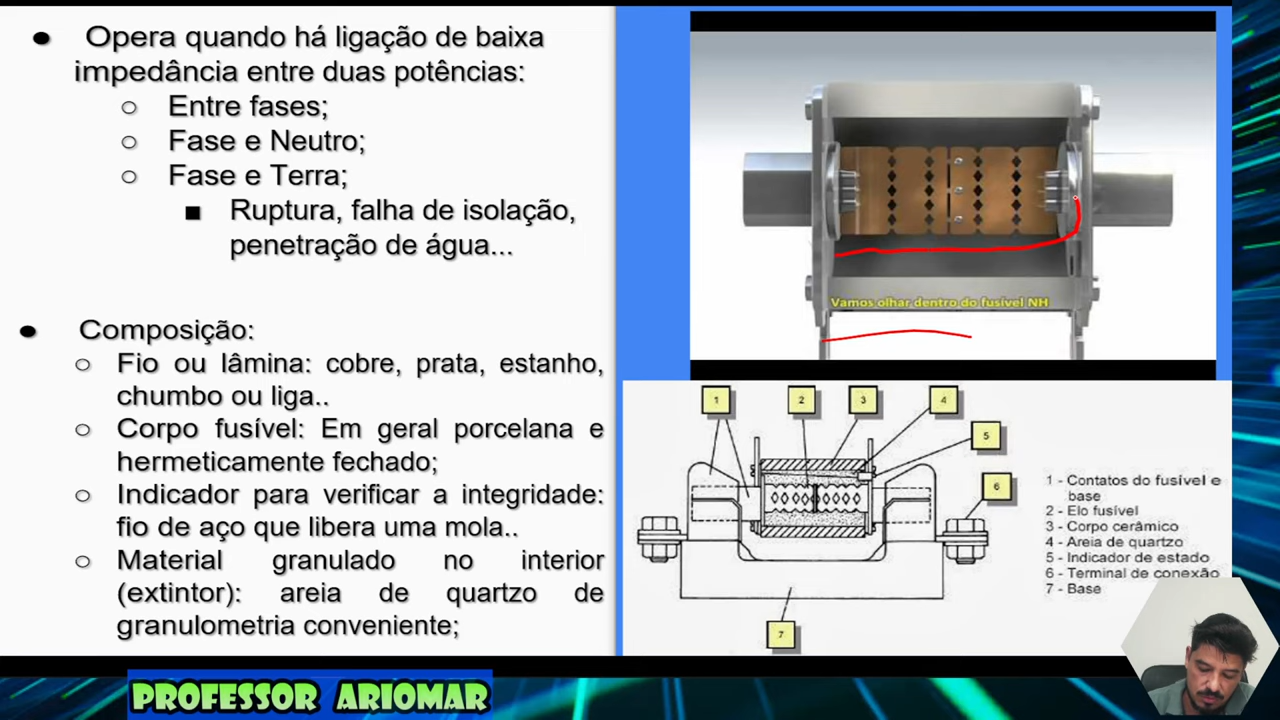 ● Opera quando há ligação de baixa
impedância entre duas potências:
○ Entre fases;
○ Fase e Neutro;
○ Fase e Terra;
■ Ruptura, falha de isolação,
penetração de água...
● Composição:
○ Fio ou lâmina: cobre, prata, estanho,
chumbo ou liga..
○ Corpo fusível: Em geral porcelana e
hermeticamente fechado;
○ Indicador para verificar a integridade:
fio de aço que libera uma mola..
○ Material granulado no interior
(extintor): areia de quartzo de
granulometria conveniente;
Vamos olhar dentro do fusível NH
1 2 3 4
5
6
7
1 - Contatos do fusível e
base
2 - Elo fusível
3 - Corpo cerâmico
4 - Areia de quartzo
5 - Indicador de estado
6 - Terminal de conexão
7 - Base
PROFESSOR ARIOMAR